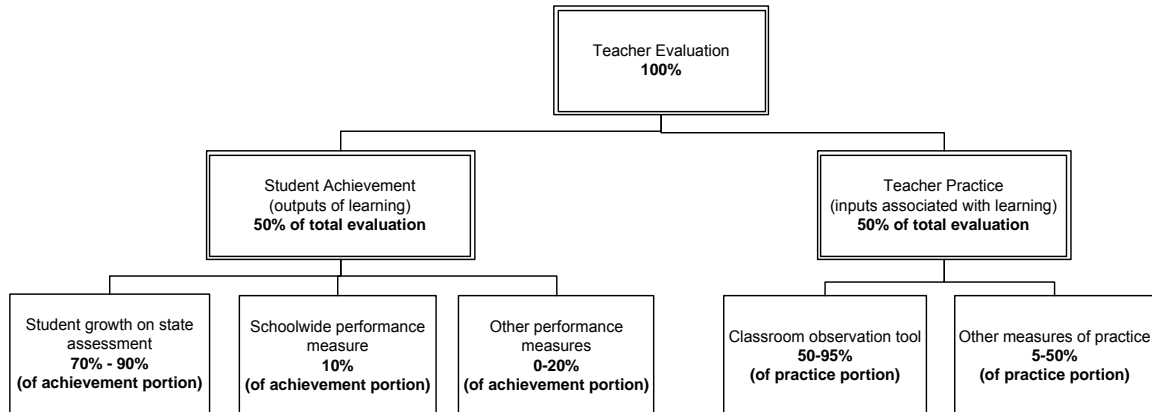 Teacher Evaluation
100%
Student Achievement
(outputs of learning)
50% of total evaluation
Teacher Practice
(inputs associated with learning)
50% of total evaluation
Student growth on state
assessment
70% - 90%
(of achievement portion)
Schoolwide performance
measure
10%
(of achievement portion)
Other performance
measures
0-20%
(of achievement portion)
Classroom observation tool
50-95%
(of practice portion)
Other measures of practice
5-50%
(of practice portion)